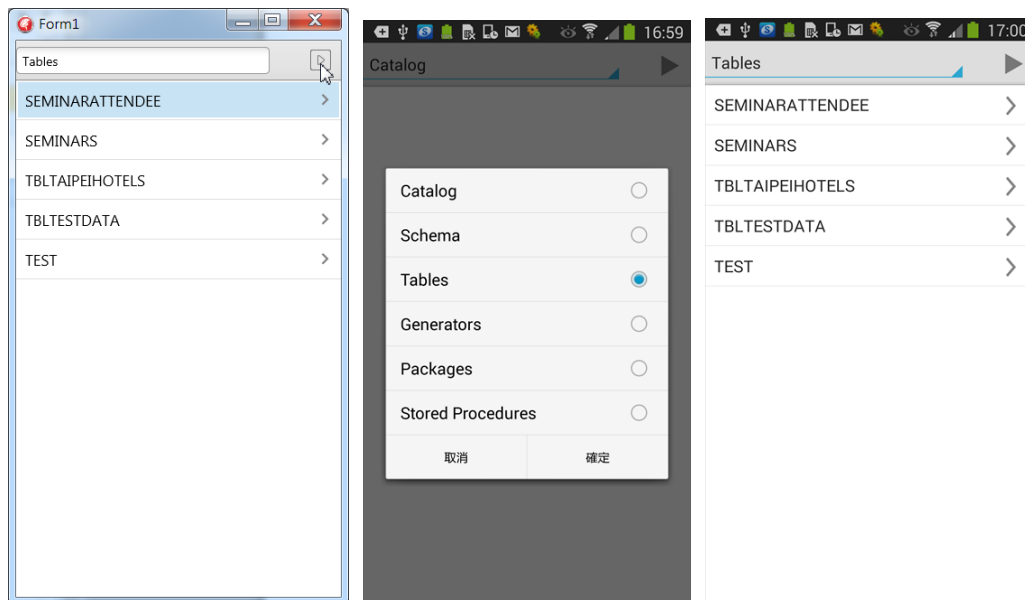 Form1
Tables
SEMINARATTENDEE
SEMINARS
TBLTAIPEIHOTELS
TBLTESTDATA
TEST
16:59
Catalog
Catalog
Schema
Tables
Generators
Packages
Stored Procedures
取消
確定
17:00
Tables
SEMINARATTENDEE
SEMINARS
TBLTAIPEIHOTELS
TBLTESTDATA
TEST